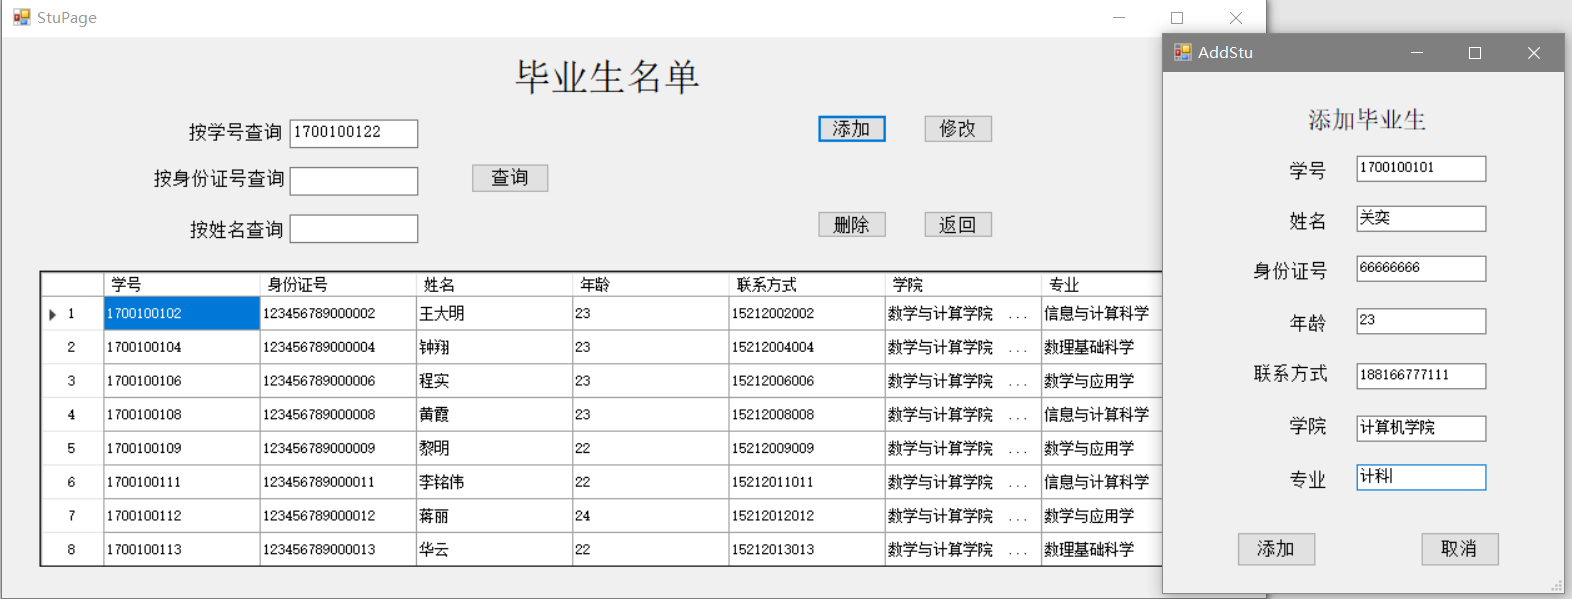 StuPage
毕业生名单
按学号查询 1700100122 添加 修改
按身份证号查询 查询
按姓名查询 删除 返回
学号 身份证号 姓名 年龄 联系方式 学院 专业
1 1700100102 123456789000002 王大明 23 15212002002 数学与计算学院 ... 信息与计算科学
2 1700100104 123456789000004 钟翔 23 15212004004 数学与计算学院 ... 数理基础科学
3 1700100106 123456789000006 程实 23 15212006006 数学与计算学院 ... 数学与应用学
4 1700100108 123456789000008 黄霞 23 15212008008 数学与计算学院 ... 信息与计算科学
5 1700100109 123456789000009 黎明 22 15212009009 数学与计算学院 ... 数学与应用学
6 1700100111 123456789000011 李铭伟 22 15212011011 数学与计算学院 ... 信息与计算科学
7 1700100112 123456789000012 蒋丽 24 15212012012 数学与计算学院 ... 数学与应用学
8 1700100113 123456789000013 华云 22 15212013013 数学与计算学院 ... 数理基础科学
AddStu
添加毕业生
学号 1700100101
姓名 关奕
身份证号 66666666
年龄 23
联系方式 188166777111
学院 计算机学院
专业 计科
添加 取消